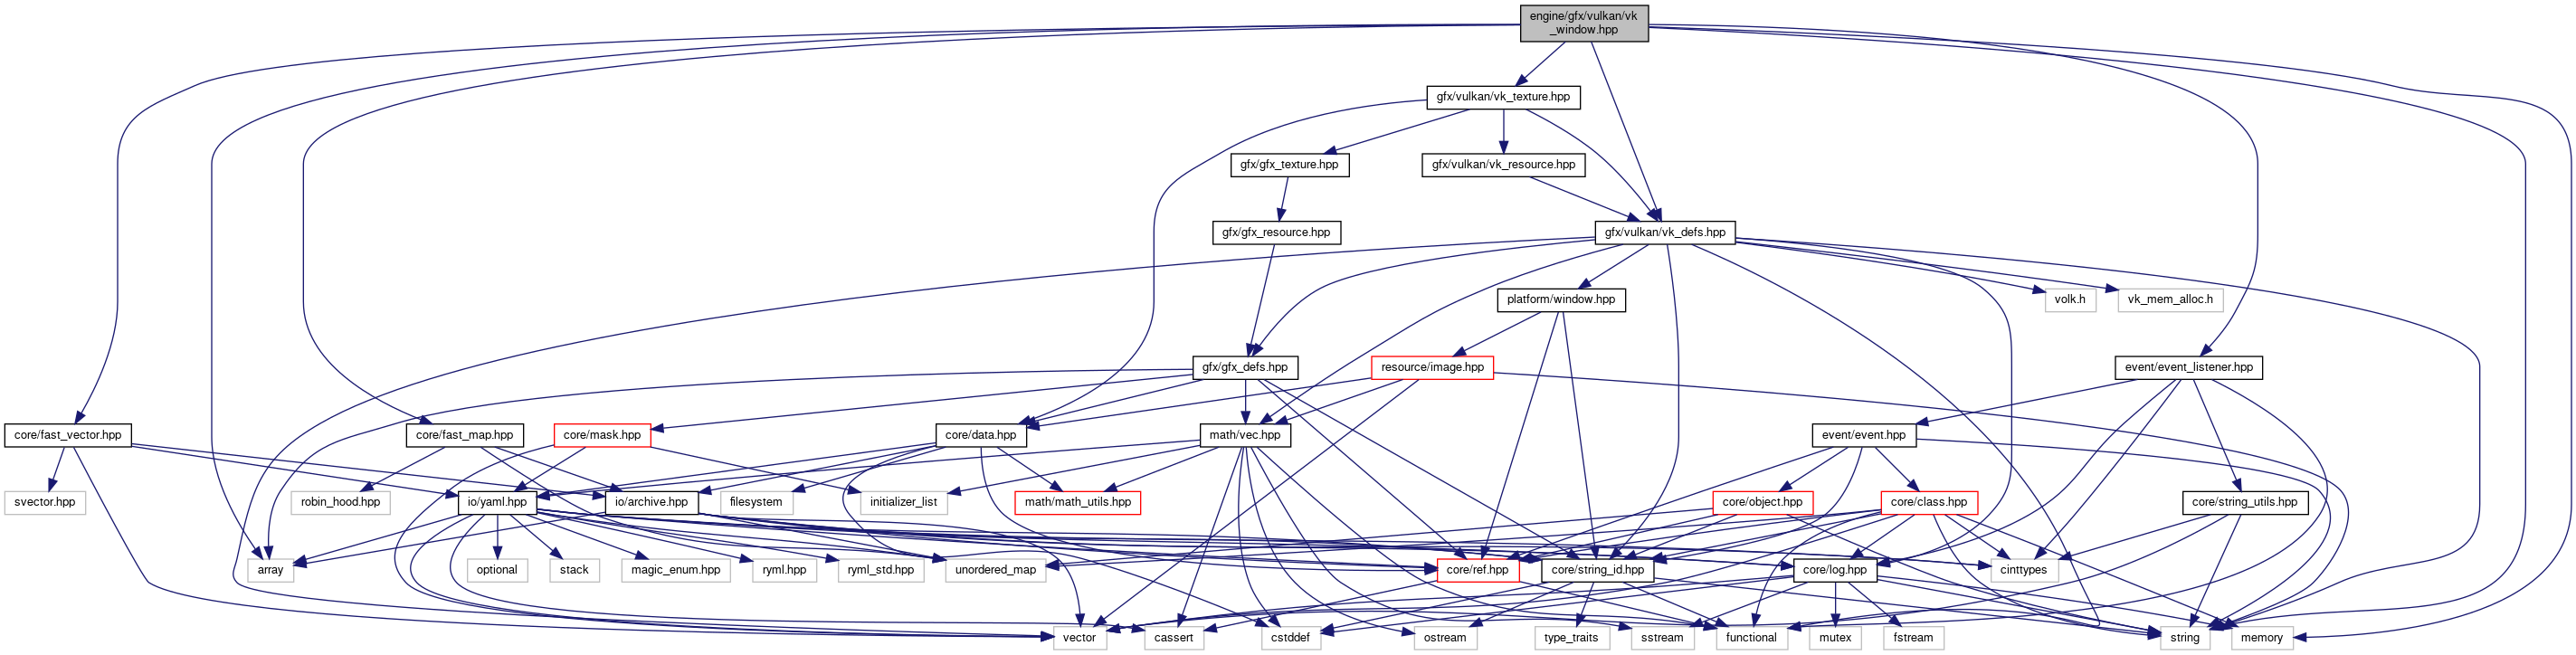 engine/gfx/vulkan/vk
_window.hpp
gfx/vulkan/vk_texture.hpp
gfx/gfx_texture.hpp
gfx/vulkan/vk_resource.hpp
gfx/gfx_resource.hpp
gfx/vulkan/vk_defs.hpp
platform/window.hpp
volk.h
vk_mem_alloc.h
gfx/gfx_defs.hpp
resource/image.hpp
event/event_listener.hpp
core/fast_vector.hpp
core/fast_map.hpp
core/mask.hpp
core/data.hpp
math/vec.hpp
event/event.hpp
svector.hpp
robin_hood.hpp
io/yaml.hpp
io/archive.hpp
filesystem
initializer_list
math/math_utils.hpp
core/object.hpp
core/class.hpp
core/string_utils.hpp
array
optional
stack
magic_enum.hpp
ryml.hpp
ryml_std.hpp
unordered_map
core/ref.hpp
core/string_id.hpp
core/log.hpp
cinttypes
vector
cassert
cstddef
ostream
type_traits
sstream
functional
mutex
fstream
string
memory